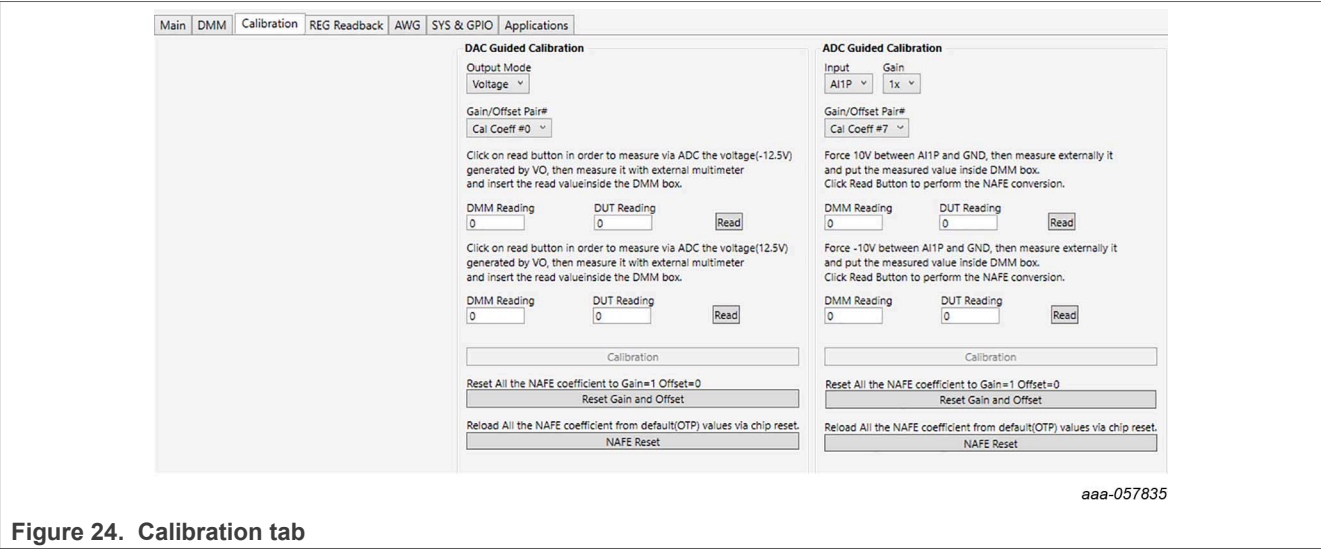 Main DMM Calibration REG Readback AWG SYS & GPIO Applications
DAC Guided Calibration
Output Mode
Voltage
Gain/Offset Pair#
Cal Coeff #0
Click on read button in order to measure via ADC the voltage(-12.5V)
generated by VO, then measure it with external multimeter
and insert the read valueinside the DMM box.
DMM Reading DUT Reading
0 0 Read
Click on read button in order to measure via ADC the voltage(12.5V)
generated by VO, then measure it with external multimeter
and insert the read valueinside the DMM box.
DMM Reading DUT Reading
0 0 Read
Calibration
Reset All the NAFE coefficient to Gain=1 Offset=0
Reset Gain and Offset
Reload All the NAFE coefficient from default(OTP) values via chip reset.
NAFE Reset
ADC Guided Calibration
Input Gain
AI1P 1x
Gain/Offset Pair#
Cal Coeff #7
Force 10V between AI1P and GND, then measure externally it
and put the measured value inside DMM box.
Click Read Button to perform the NAFE conversion.
DMM Reading DUT Reading
0 0 Read
Force -10V between AI1P and GND, then measure externally it
and put the measured value inside DMM box.
Click Read Button to perform the NAFE conversion.
DMM Reading DUT Reading
0 0 Read
Calibration
Reset All the NAFE coefficient to Gain=1 Offset=0
Reset Gain and Offset
Reload All the NAFE coefficient from default(OTP) values via chip reset.
NAFE Reset
aaa-057835
Figure 24. Calibration tab